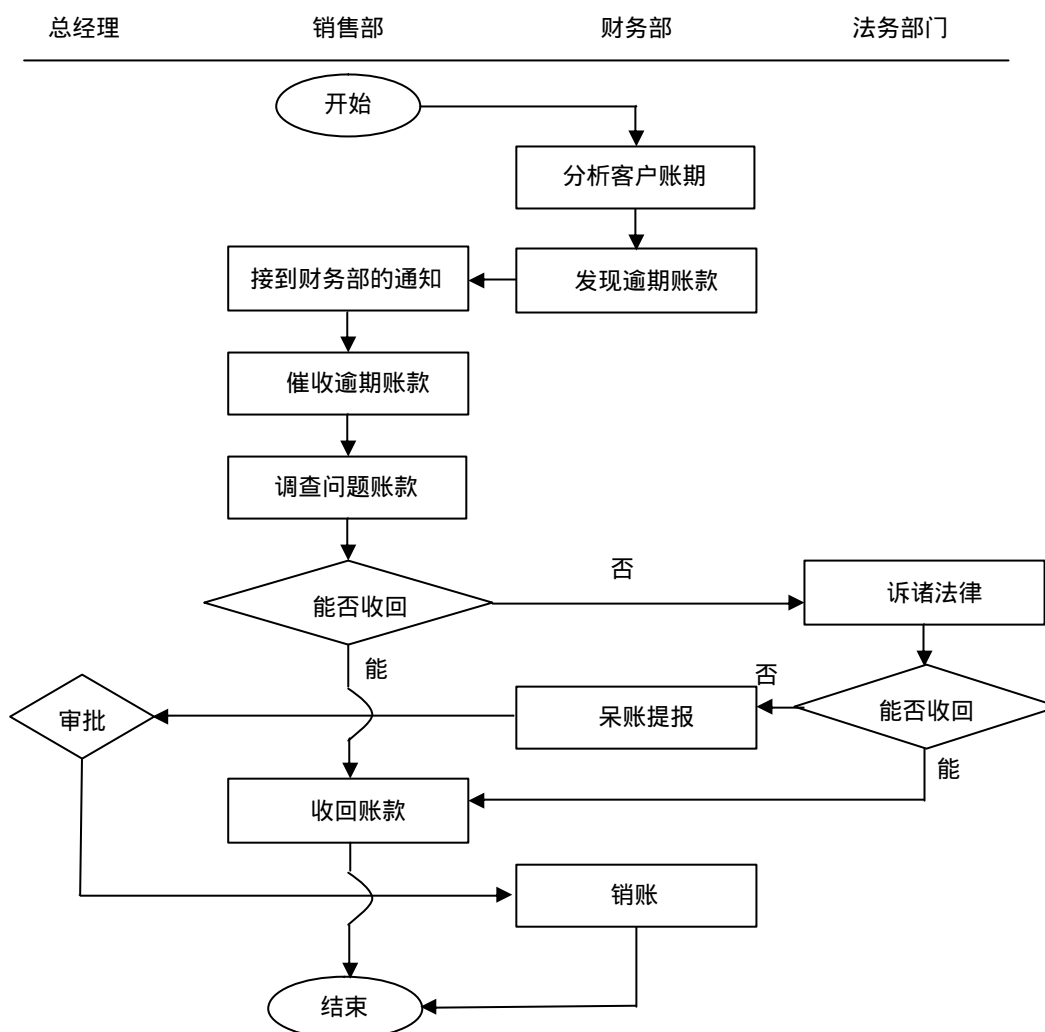 总经理 销售部 财务部 法务部门
开始
分析客户账期
接到财务部的通知 发现逾期账款
催收逾期账款
调查问题账款
否
能否收回 诉诸法律
能 否
审批 呆账提报 能否收回
能
收回账款
销账
结束